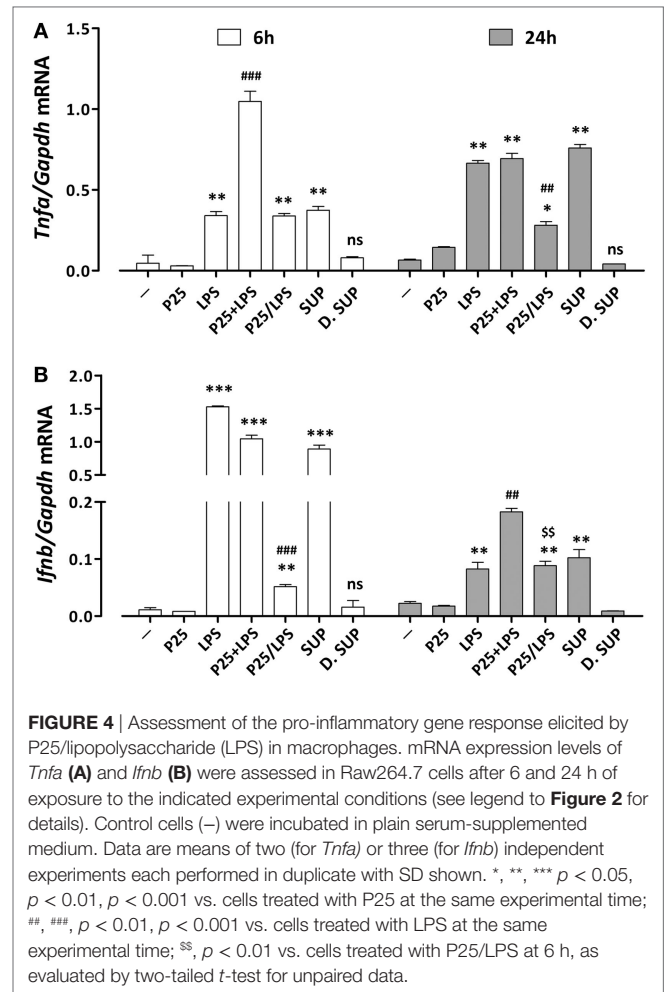 A
6h
24h
Tnfa/Gapdh mRNA
1.5
1.0
0.5
0.0
** ### ** ** ns
** ** ## * ** ns
– P25 LPS P25+LPS P25/LPS SUP D. SUP
– P25 LPS P25+LPS P25/LPS SUP D. SUP
B
Ifnb/Gapdh mRNA
2.0
1.5
1.0
0.5
0.2
0.1
0.0
*** *** ### ** *** ns
** ## $$ ** **
– P25 LPS P25+LPS P25/LPS SUP D. SUP
– P25 LPS P25+LPS P25/LPS SUP D. SUP
FIGURE 4 | Assessment of the pro-inflammatory gene response elicited by
P25/lipopolysaccharide (LPS) in macrophages. mRNA expression levels of
Tnfa (A) and Ifnb (B) were assessed in Raw264.7 cells after 6 and 24 h of
exposure to the indicated experimental conditions (see legend to Figure 2 for
details). Control cells (−) were incubated in plain serum-supplemented
medium. Data are means of two (for Tnfa) or three (for Ifnb) independent
experiments each performed in duplicate with SD shown. *, **, *** p < 0.05,
p < 0.01, p < 0.001 vs. cells treated with P25 at the same experimental time;
##, ###, p < 0.01, p < 0.001 vs. cells treated with LPS at the same
experimental time; $$, p < 0.01 vs. cells treated with P25/LPS at 6 h, as
evaluated by two-tailed t-test for unpaired data.